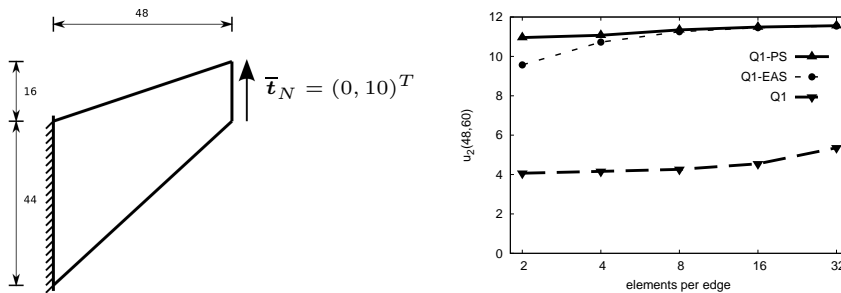 48
16
44
t̄_N = (0, 10)^T
12
10
8
6
4
2
0
u_2(48,60)
Q1-PS
Q1-EAS
Q1
2 4 8 16 32
elements per edge